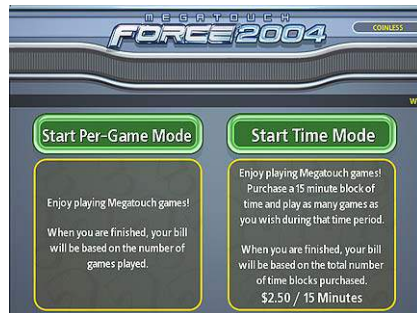 MEGATOUCH
FORCE 2004
COINLESS
Start Per-Game Mode
Enjoy playing Megatouch games!
When you are finished, your bill
will be based on the number of
games played.
Start Time Mode
Enjoy playing Megatouch games!
Purchase a 15 minute block of
time and play as many games as
you wish during that time period.
When you are finished, your bill
will be based on the total number
of time blocks purchased.
$2.50 / 15 Minutes